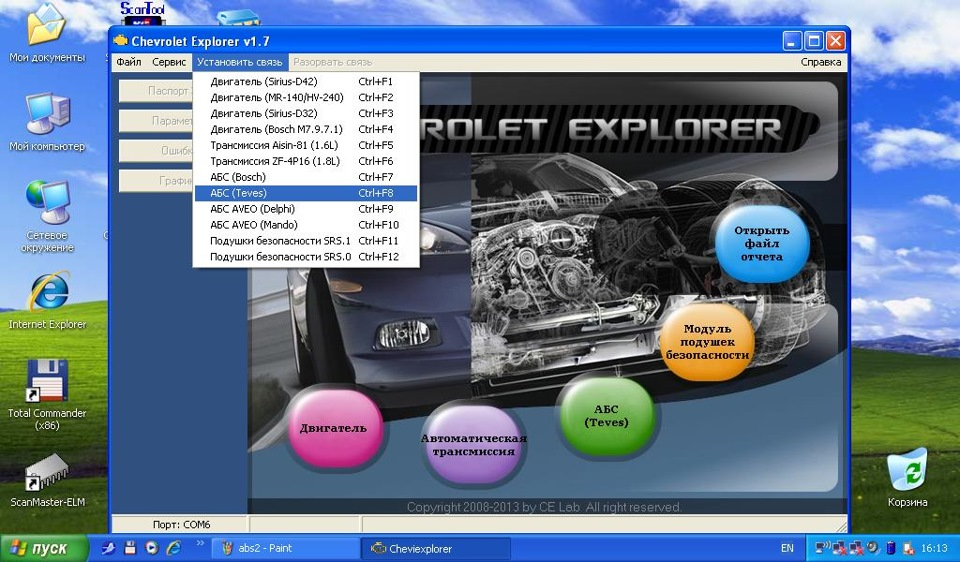 ScanTool
Мои документы
Мой компьютер
Сетевое
окружение
Internet Explorer
Total Commander
(x86)
ScanMaster-ELM
Chevrolet Explorer v1.7
Файл Сервис Установить связь Разорвать связь Справка
Паспорт
Парамет
Ошибк
Графи
Двигатель (Sirius-D42) Ctrl+F1
Двигатель (MR-140/HV-240) Ctrl+F2
Двигатель (Sirius-D32) Ctrl+F3
Двигатель (Bosch M7.9.7.1) Ctrl+F4
Трансмиссия Aisin-81 (1.6L) Ctrl+F5
Трансмиссия ZF-4P16 (1.8L) Ctrl+F6
АБС (Bosch) Ctrl+F7
АБС (Teves) Ctrl+F8
АБС AVEO (Delphi) Ctrl+F9
АБС AVEO (Mando) Ctrl+F10
Подушки безопасности SRS.1 Ctrl+F11
Подушки безопасности SRS.0 Ctrl+F12
ROLET EXPLORER
Открыть
файл
отчета
Модуль
подушек
безопасности
АБС
(Teves)
Автоматическая
трансмиссия
Двигатель
Copyright 2008-2013 by CE Lab All right reserved.
Порт: COM6
Корзина
пуск
abs2 - Paint
Cheviexplorer
EN
16:13